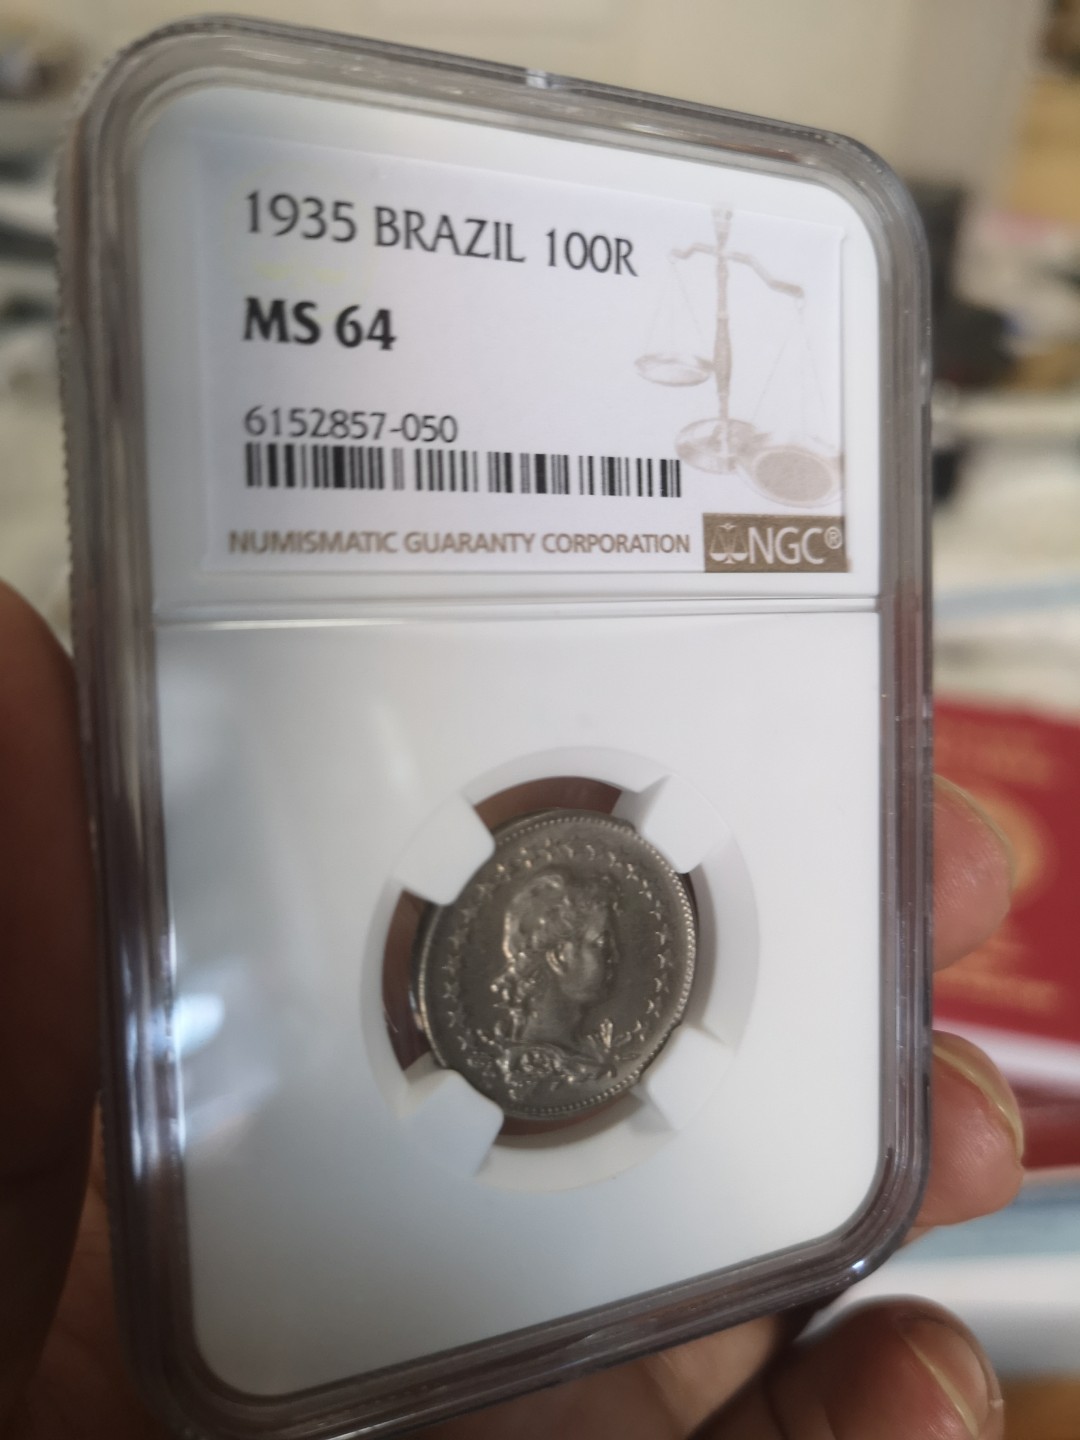 1935 BRAZIL 100R
MS 64
6152857-050
NUMISMATIC GUARANTY CORPORATION NGC®